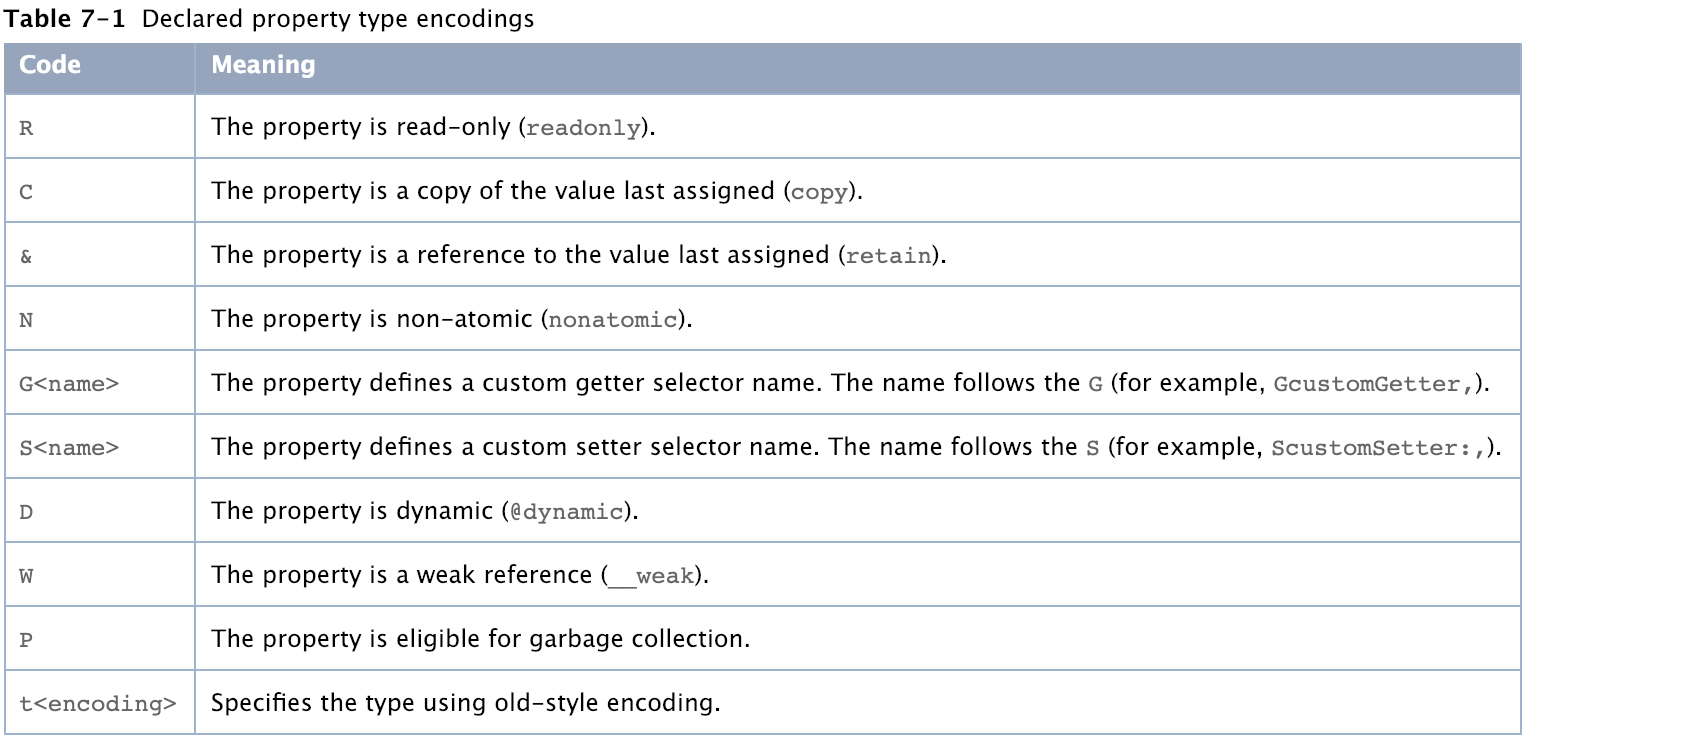 Table 7-1 Declared property type encodings
Code Meaning
R The property is read-only (readonly).
C The property is a copy of the value last assigned (copy).
& The property is a reference to the value last assigned (retain).
N The property is non-atomic (nonatomic).
G<name> The property defines a custom getter selector name. The name follows the G (for example, GcustomGetter,).
S<name> The property defines a custom setter selector name. The name follows the S (for example, ScustomSetter:,).
D The property is dynamic (@dynamic).
W The property is a weak reference (__weak).
P The property is eligible for garbage collection.
t<encoding> Specifies the type using old-style encoding.